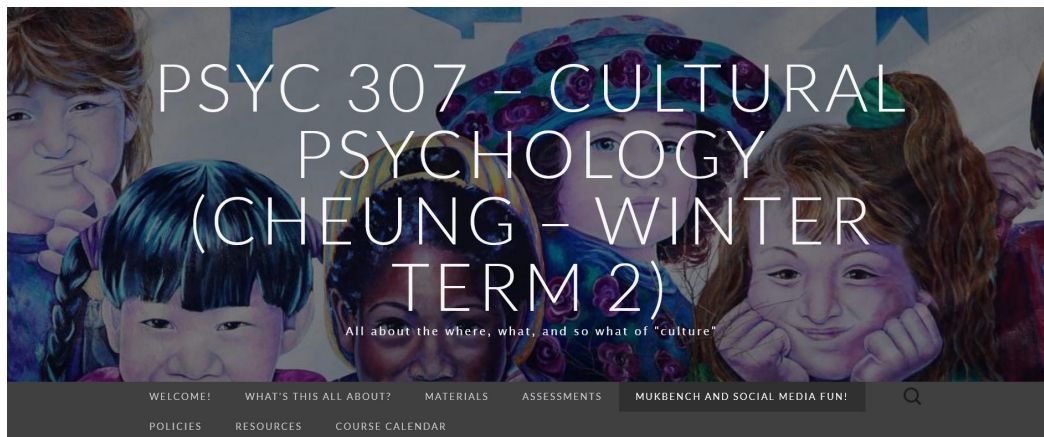 PSYC 307 – CULTURAL
PSYCHOLOGY
(CHEUNG – WINTER
TERM 2)
All about the where, what, and so what of "culture"
WELCOME! WHAT'S THIS ALL ABOUT? MATERIALS ASSESSMENTS MUKBENCH AND SOCIAL MEDIA FUN!
POLICIES RESOURCES COURSE CALENDAR